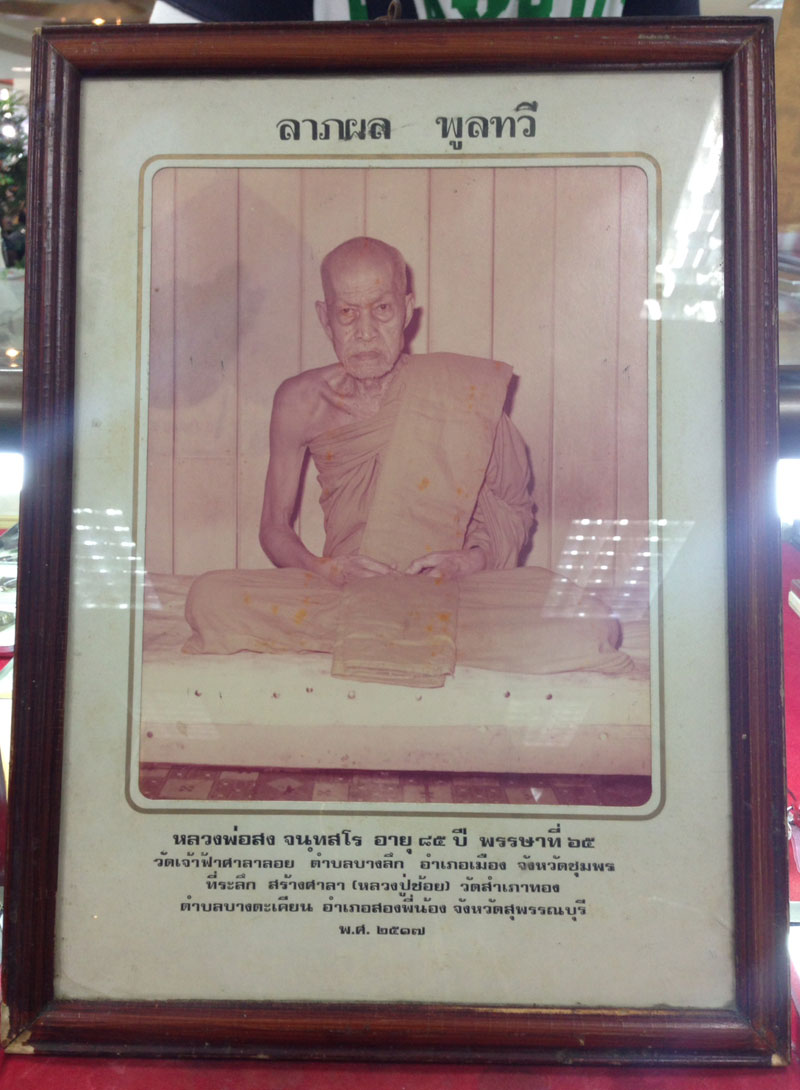 ลาภผล พูลทวี
หลวงพ่อสง จนฺทสโร อายุ ๘๕ ปี พรรษาที่ ๖๕
วัดเจ้าฟ้าศาลาลอย ตำบลบางลึก อำเภอเมือง จังหวัดชุมพร
ที่ระลึก สร้างศาลา (หลวงปู่ช้อย) วัดสำเภาทอง
ตำบลบางตะเคียน อำเภอสองพี่น้อง จังหวัดสุพรรณบุรี
พ.ศ. ๒๕๑๗